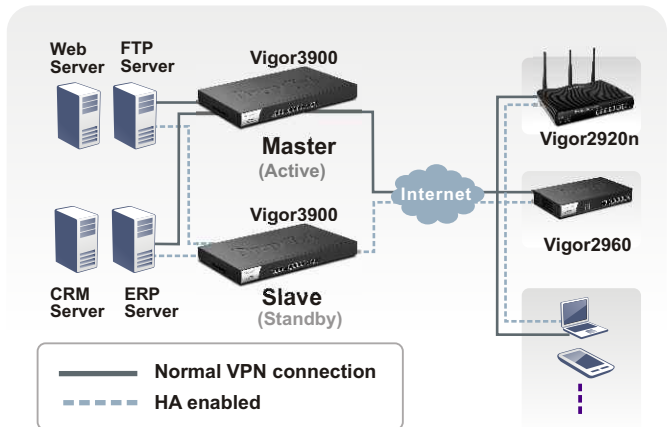 Web
Server
FTP
Server
Vigor3900
Master
(Active)
Vigor2920n
Internet
Vigor3900
Vigor2960
CRM
Server
ERP
Server
Slave
(Standby)
Normal VPN connection
HA enabled